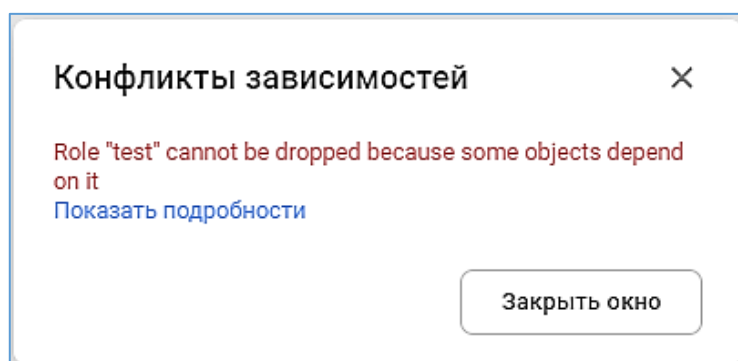 Конфликты зависимостей
Role "test" cannot be dropped because some objects depend
on it
Показать подробности
Закрыть окно